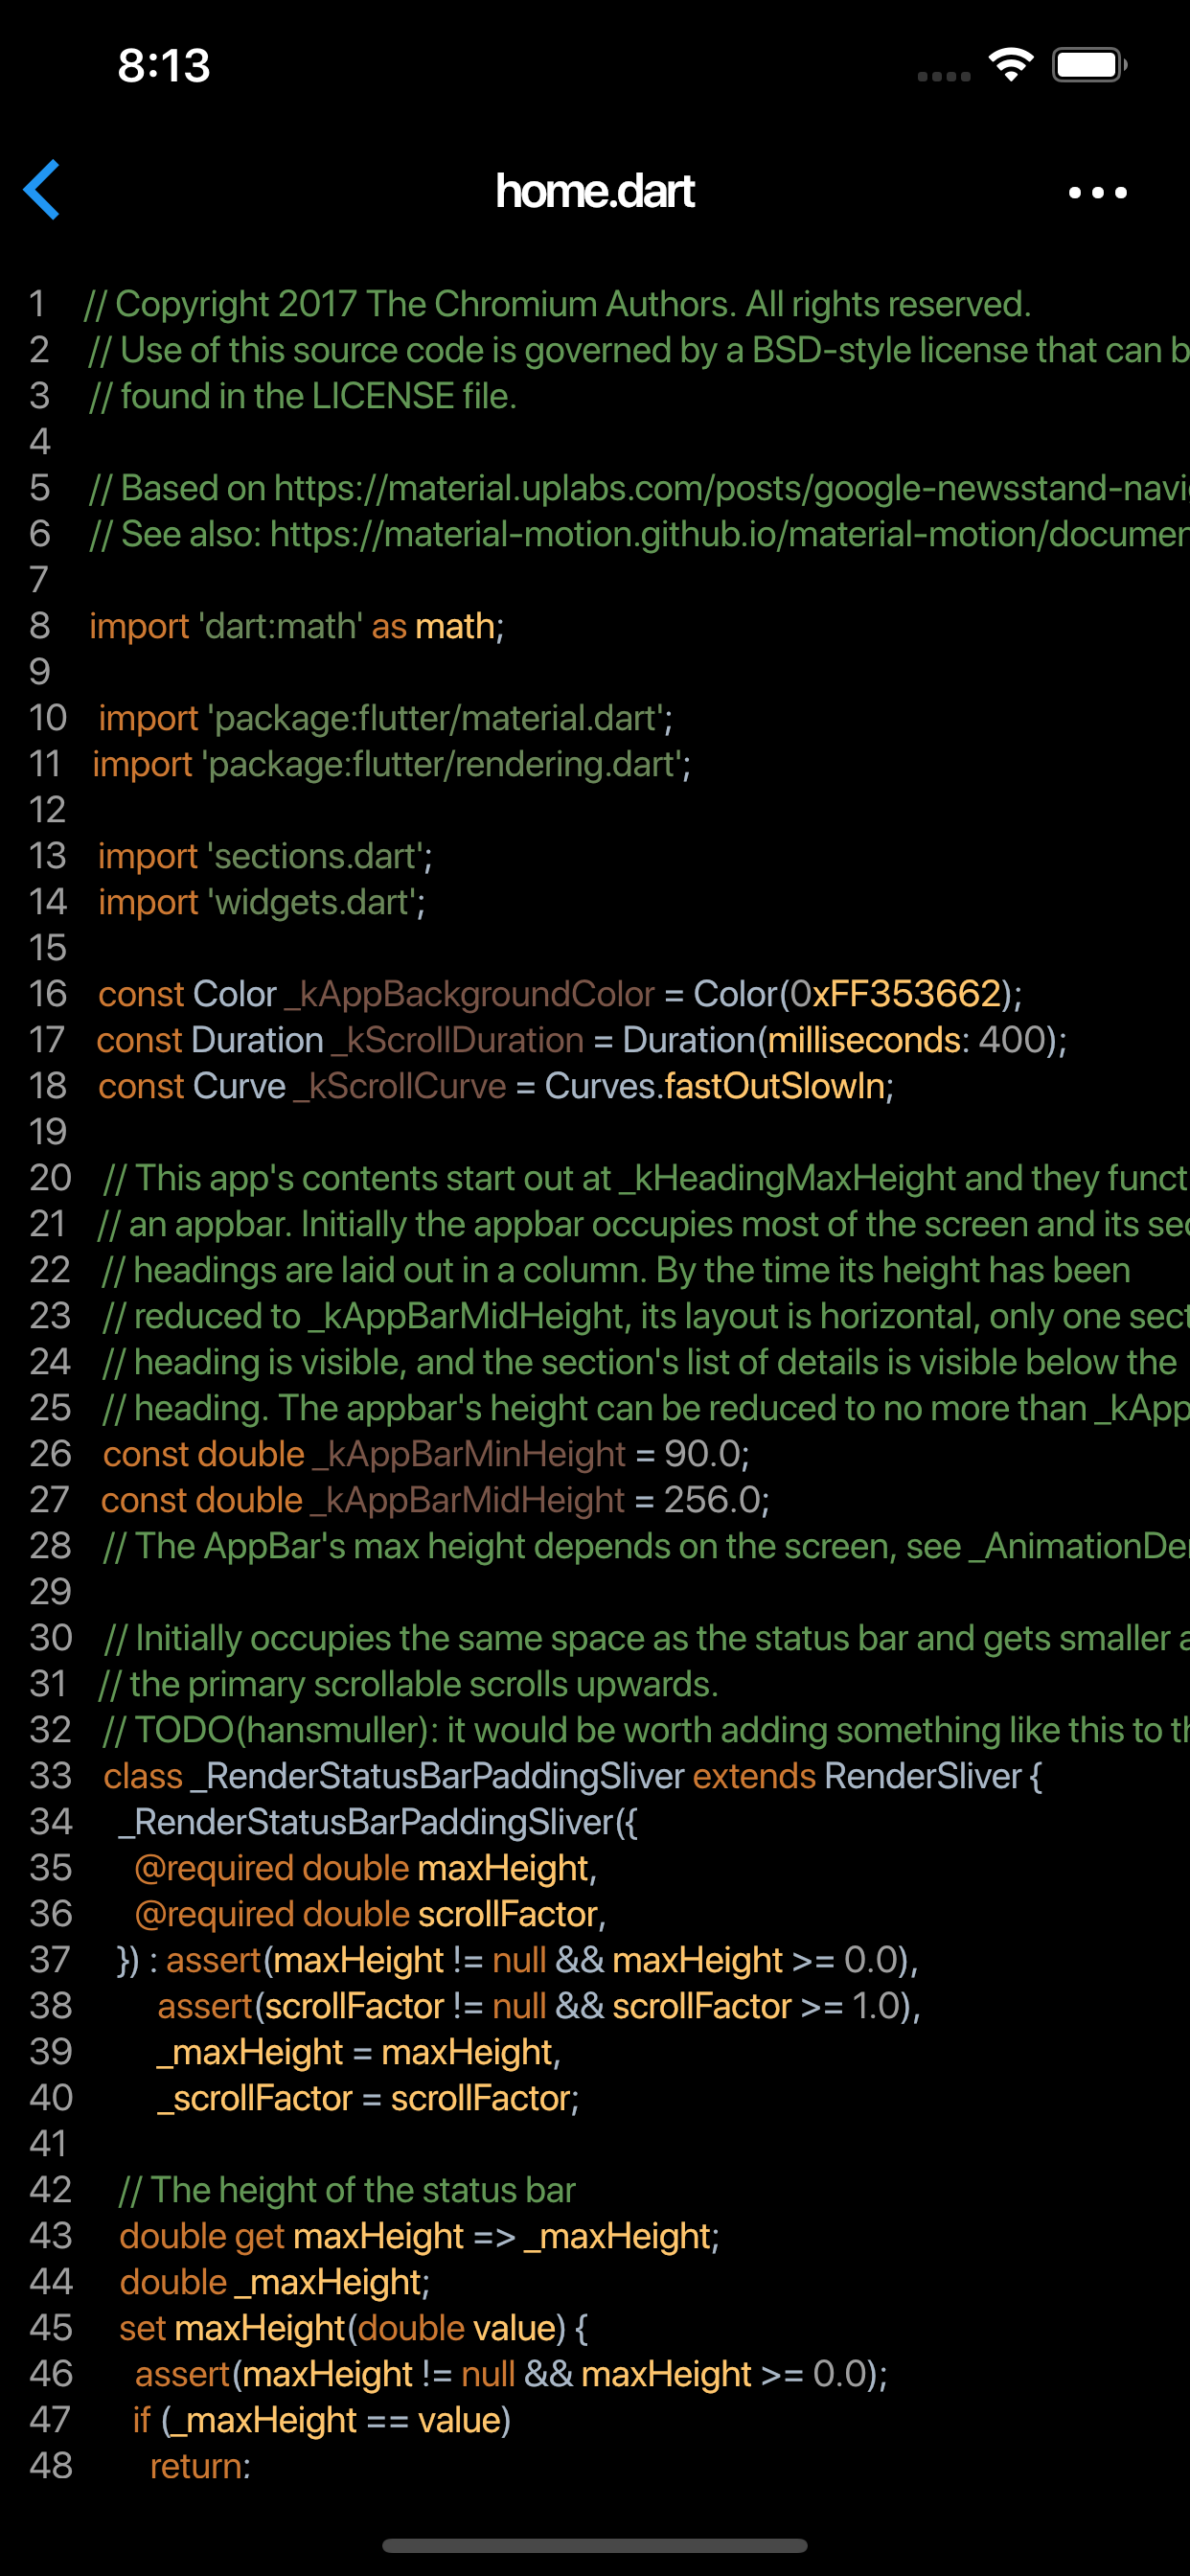 8:13
home.dart
1 // Copyright 2017 The Chromium Authors. All rights reserved.
2 // Use of this source code is governed by a BSD-style license that can b
3 // found in the LICENSE file.
4
5 // Based on https://material.uplabs.com/posts/google-newsstand-navi
6 // See also: https://material-motion.github.io/material-motion/documen
7
8 import 'dart:math' as math;
9
10 import 'package:flutter/material.dart';
11 import 'package:flutter/rendering.dart';
12
13 import 'sections.dart';
14 import 'widgets.dart';
15
16 const Color _kAppBackgroundColor = Color(0xFF353662);
17 const Duration _kScrollDuration = Duration(milliseconds: 400);
18 const Curve _kScrollCurve = Curves.fastOutSlowIn;
19
20 // This app's contents start out at _kHeadingMaxHeight and they funct
21 // an appbar. Initially the appbar occupies most of the screen and its sec
22 // headings are laid out in a column. By the time its height has been
23 // reduced to _kAppBarMidHeight, its layout is horizontal, only one sect
24 // heading is visible, and the section's list of details is visible below the
25 // heading. The appbar's height can be reduced to no more than _kApp
26 const double _kAppBarMinHeight = 90.0;
27 const double _kAppBarMidHeight = 256.0;
28 // The AppBar's max height depends on the screen, see _AnimationDe
29
30 // Initially occupies the same space as the status bar and gets smaller a
31 // the primary scrollable scrolls upwards.
32 // TODO(hansmuller): it would be worth adding something like this to th
33 class _RenderStatusBarPaddingSliver extends RenderSliver {
34 _RenderStatusBarPaddingSliver({
35 @required double maxHeight,
36 @required double scrollFactor,
37 }) : assert(maxHeight != null && maxHeight >= 0.0),
38 assert(scrollFactor != null && scrollFactor >= 1.0),
39 _maxHeight = maxHeight,
40 _scrollFactor = scrollFactor;
41
42 // The height of the status bar
43 double get maxHeight => _maxHeight;
44 double _maxHeight;
45 set maxHeight(double value) {
46 assert(maxHeight != null && maxHeight >= 0.0);
47 if (_maxHeight == value)
48 return;